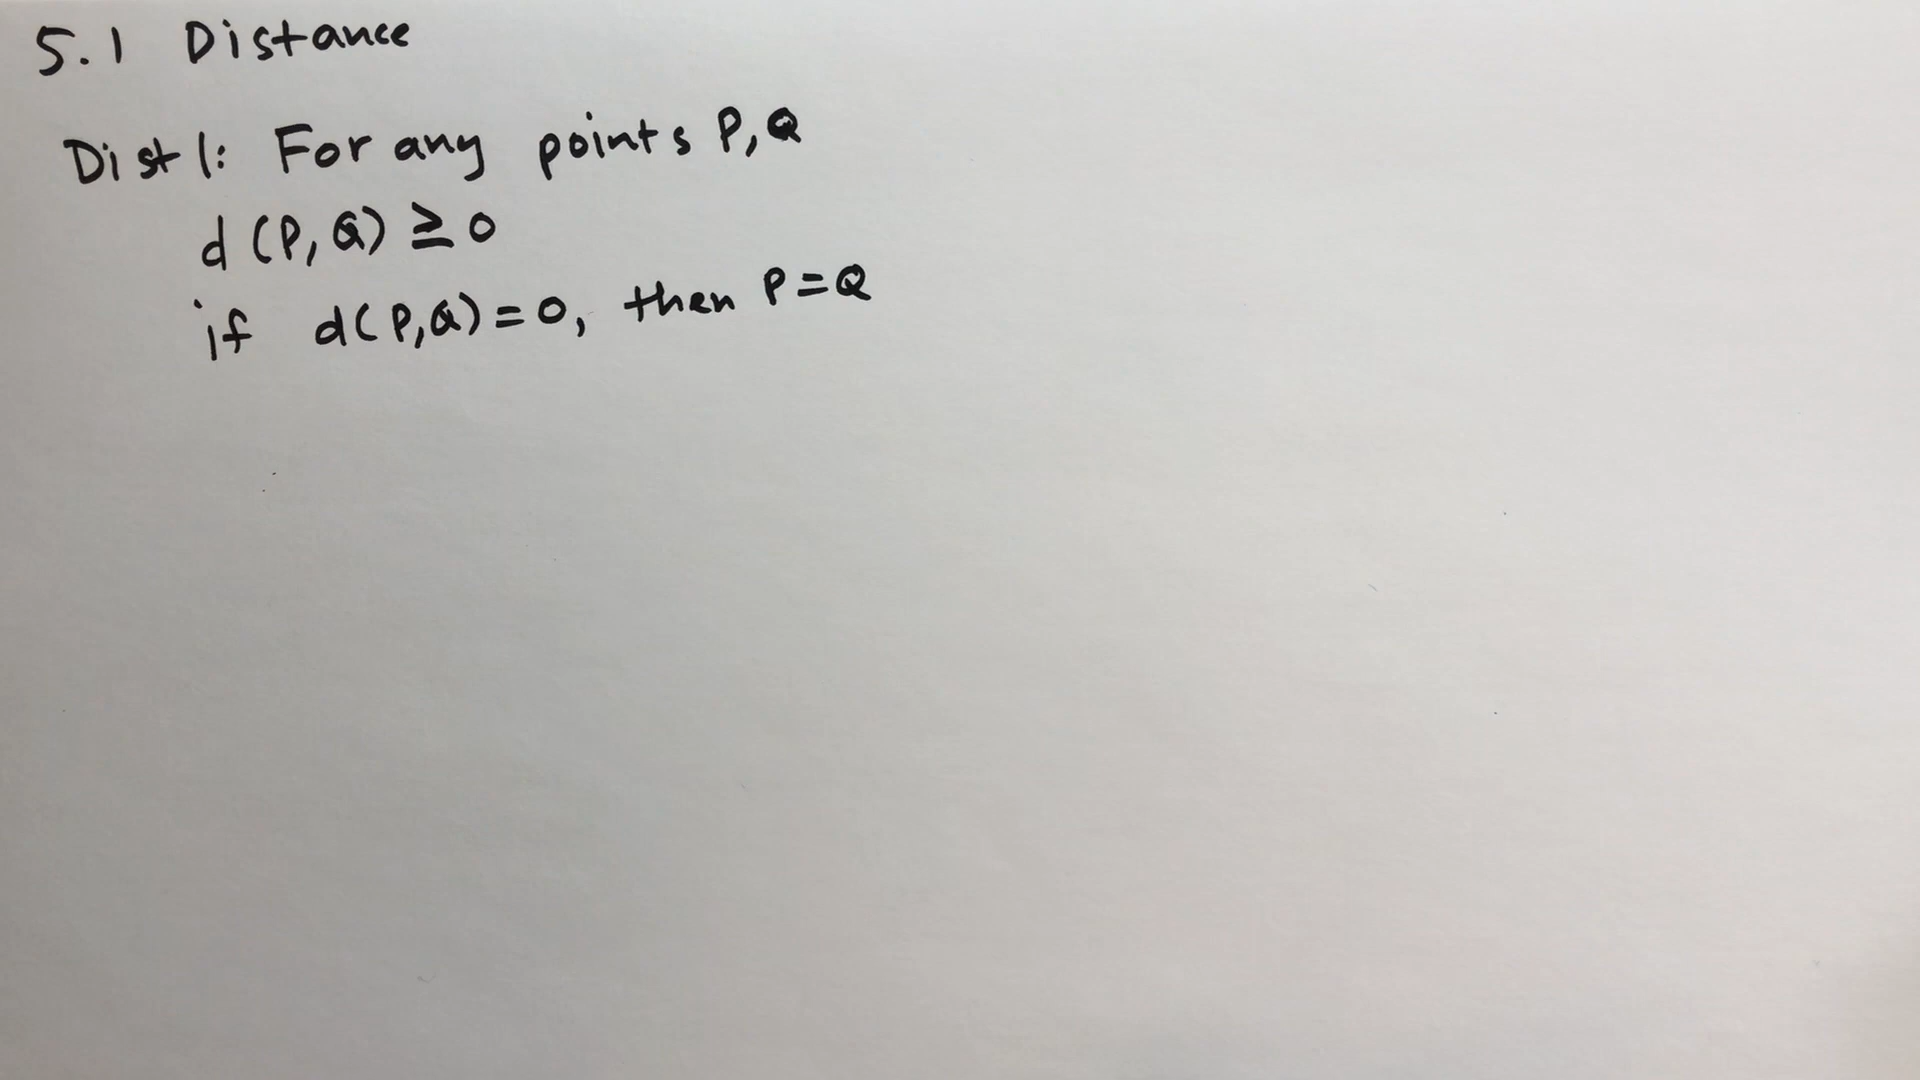 5.1 Distance
Dist 1: For any points P, Q
d (P, Q) ≥ 0
if d(P,Q) = 0, then P = Q